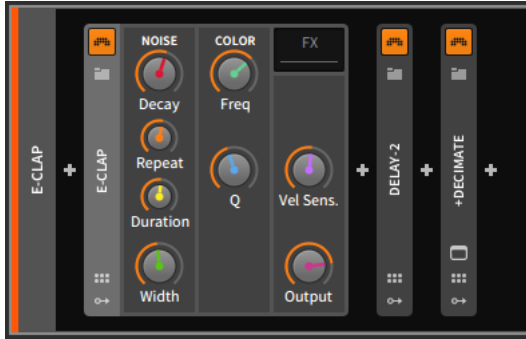 E-CLAP
E-CLAP
NOISE
Decay
Repeat
Duration
Width
COLOR
Freq
Q
FX
Vel Sens.
Output
DELAY-2
+DECIMATE